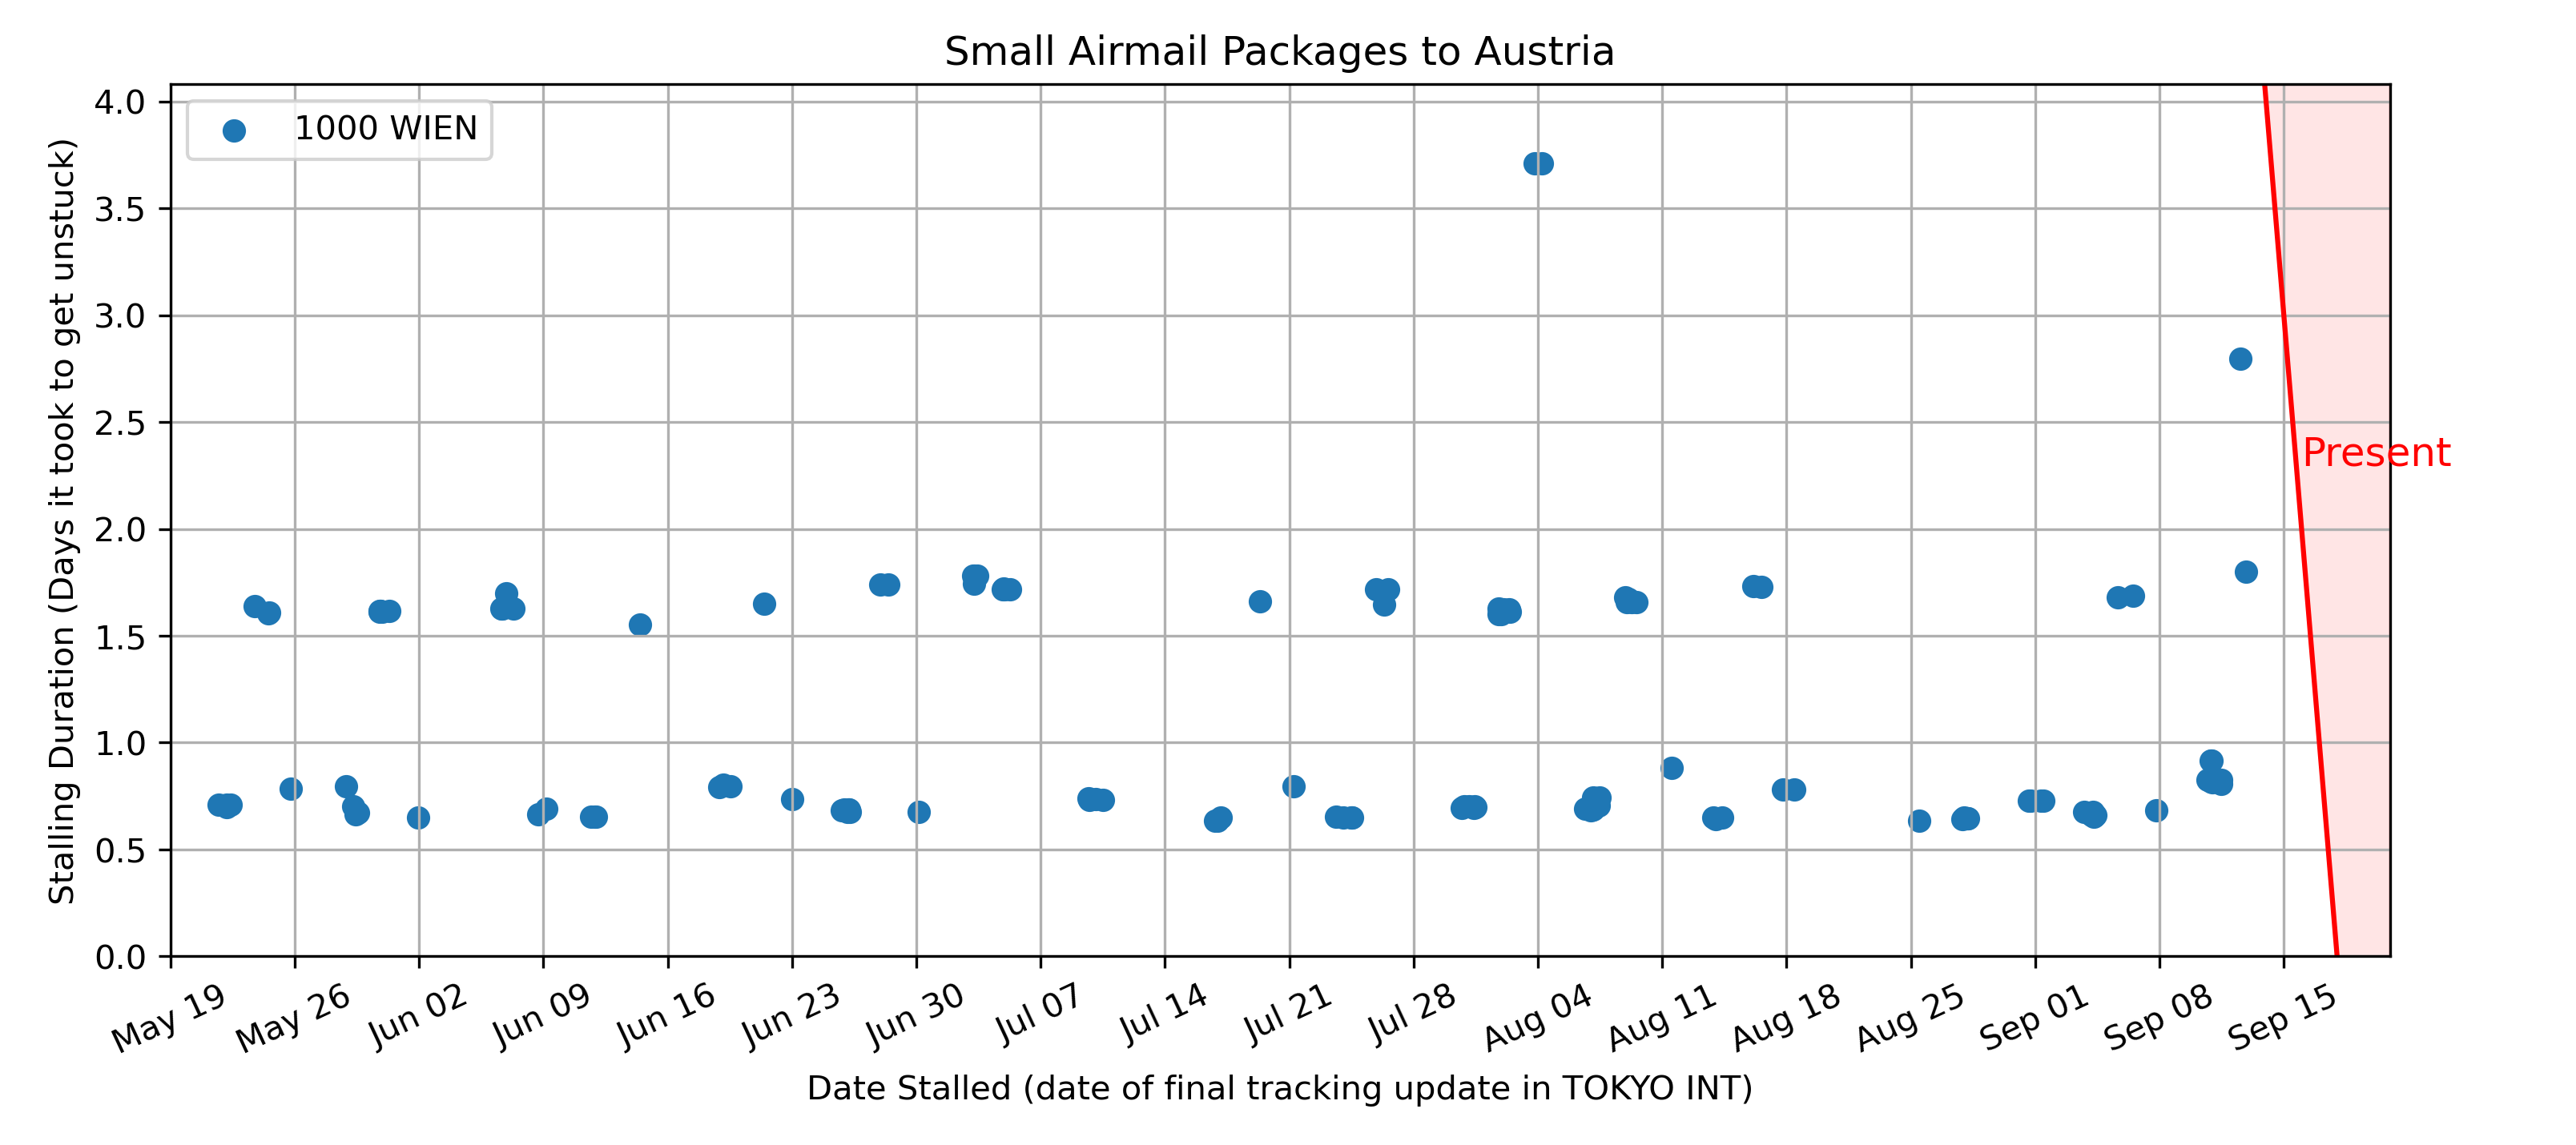 Small Airmail Packages to Austria
1000 WIEN
Stalling Duration (Days it took to get unstuck)
4.0
3.5
3.0
2.5
2.0
1.5
1.0
0.5
0.0
Present
May 19
May 26
Jun 02
Jun 09
Jun 16
Jun 23
Jun 30
Jul 07
Jul 14
Jul 21
Jul 28
Aug 04
Aug 11
Aug 18
Aug 25
Sep 01
Sep 08
Sep 15
Date Stalled (date of final tracking update in TOKYO INT)